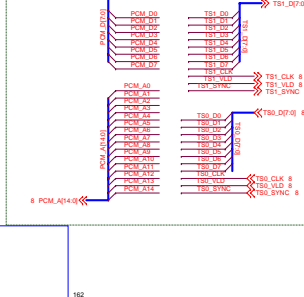 TS1_D[7:0]
PCM_D[7:0]
PCM_D0
PCM_D1
PCM_D2
PCM_D3
PCM_D4
PCM_D5
PCM_D6
PCM_D7
TS1_D0
TS1_D1
TS1_D2
TS1_D3
TS1_D4
TS1_D5
TS1_D6
TS1_D7
TS1_D[7:0]
TS1_CLK
TS1_VLD
TS1_SYNC
TS1_CLK 8
TS1_VLD 8
TS1_SYNC
PCM_A0
PCM_A1
PCM_A2
PCM_A3
PCM_A4
PCM_A5
PCM_A6
PCM_A7
PCM_A8
PCM_A9
PCM_A10
PCM_A11
PCM_A12
PCM_A13
PCM_A14
PCM_A[14:0]
8 PCM_A[14:0]
TS0_D0
TS0_D1
TS0_D2
TS0_D3
TS0_D4
TS0_D5
TS0_D6
TS0_D7
TS0_D[7:0]
TS0_D[7:0] 8
TS0_CLK
TS0_VLD
TS0_SYNC
TS0_CLK 8
TS0_VLD 8
TS0_SYNC 8
162